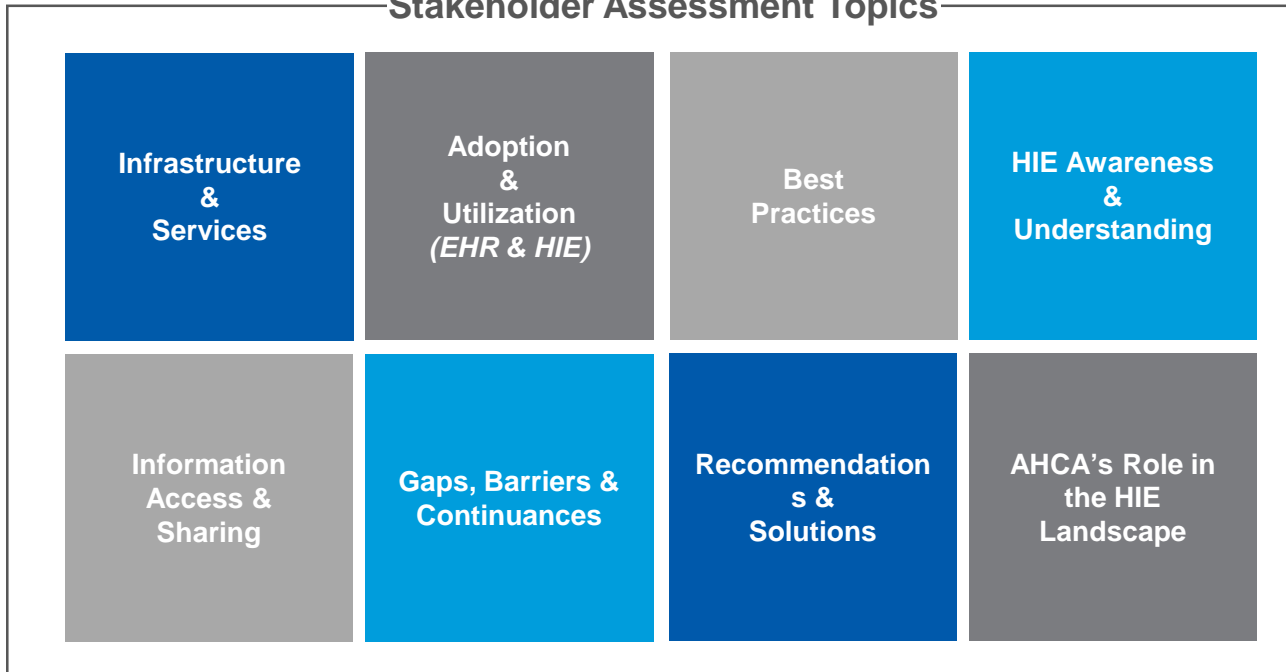 Stakeholder Assessment Topics
Infrastructure
&
Services
Adoption
&
Utilization
(EHR & HIE)
Best
Practices
HIE Awareness
&
Understanding
Information
Access &
Sharing
Gaps, Barriers &
Continuances
Recommendation
s &
Solutions
AHCA’s Role in
the HIE
Landscape